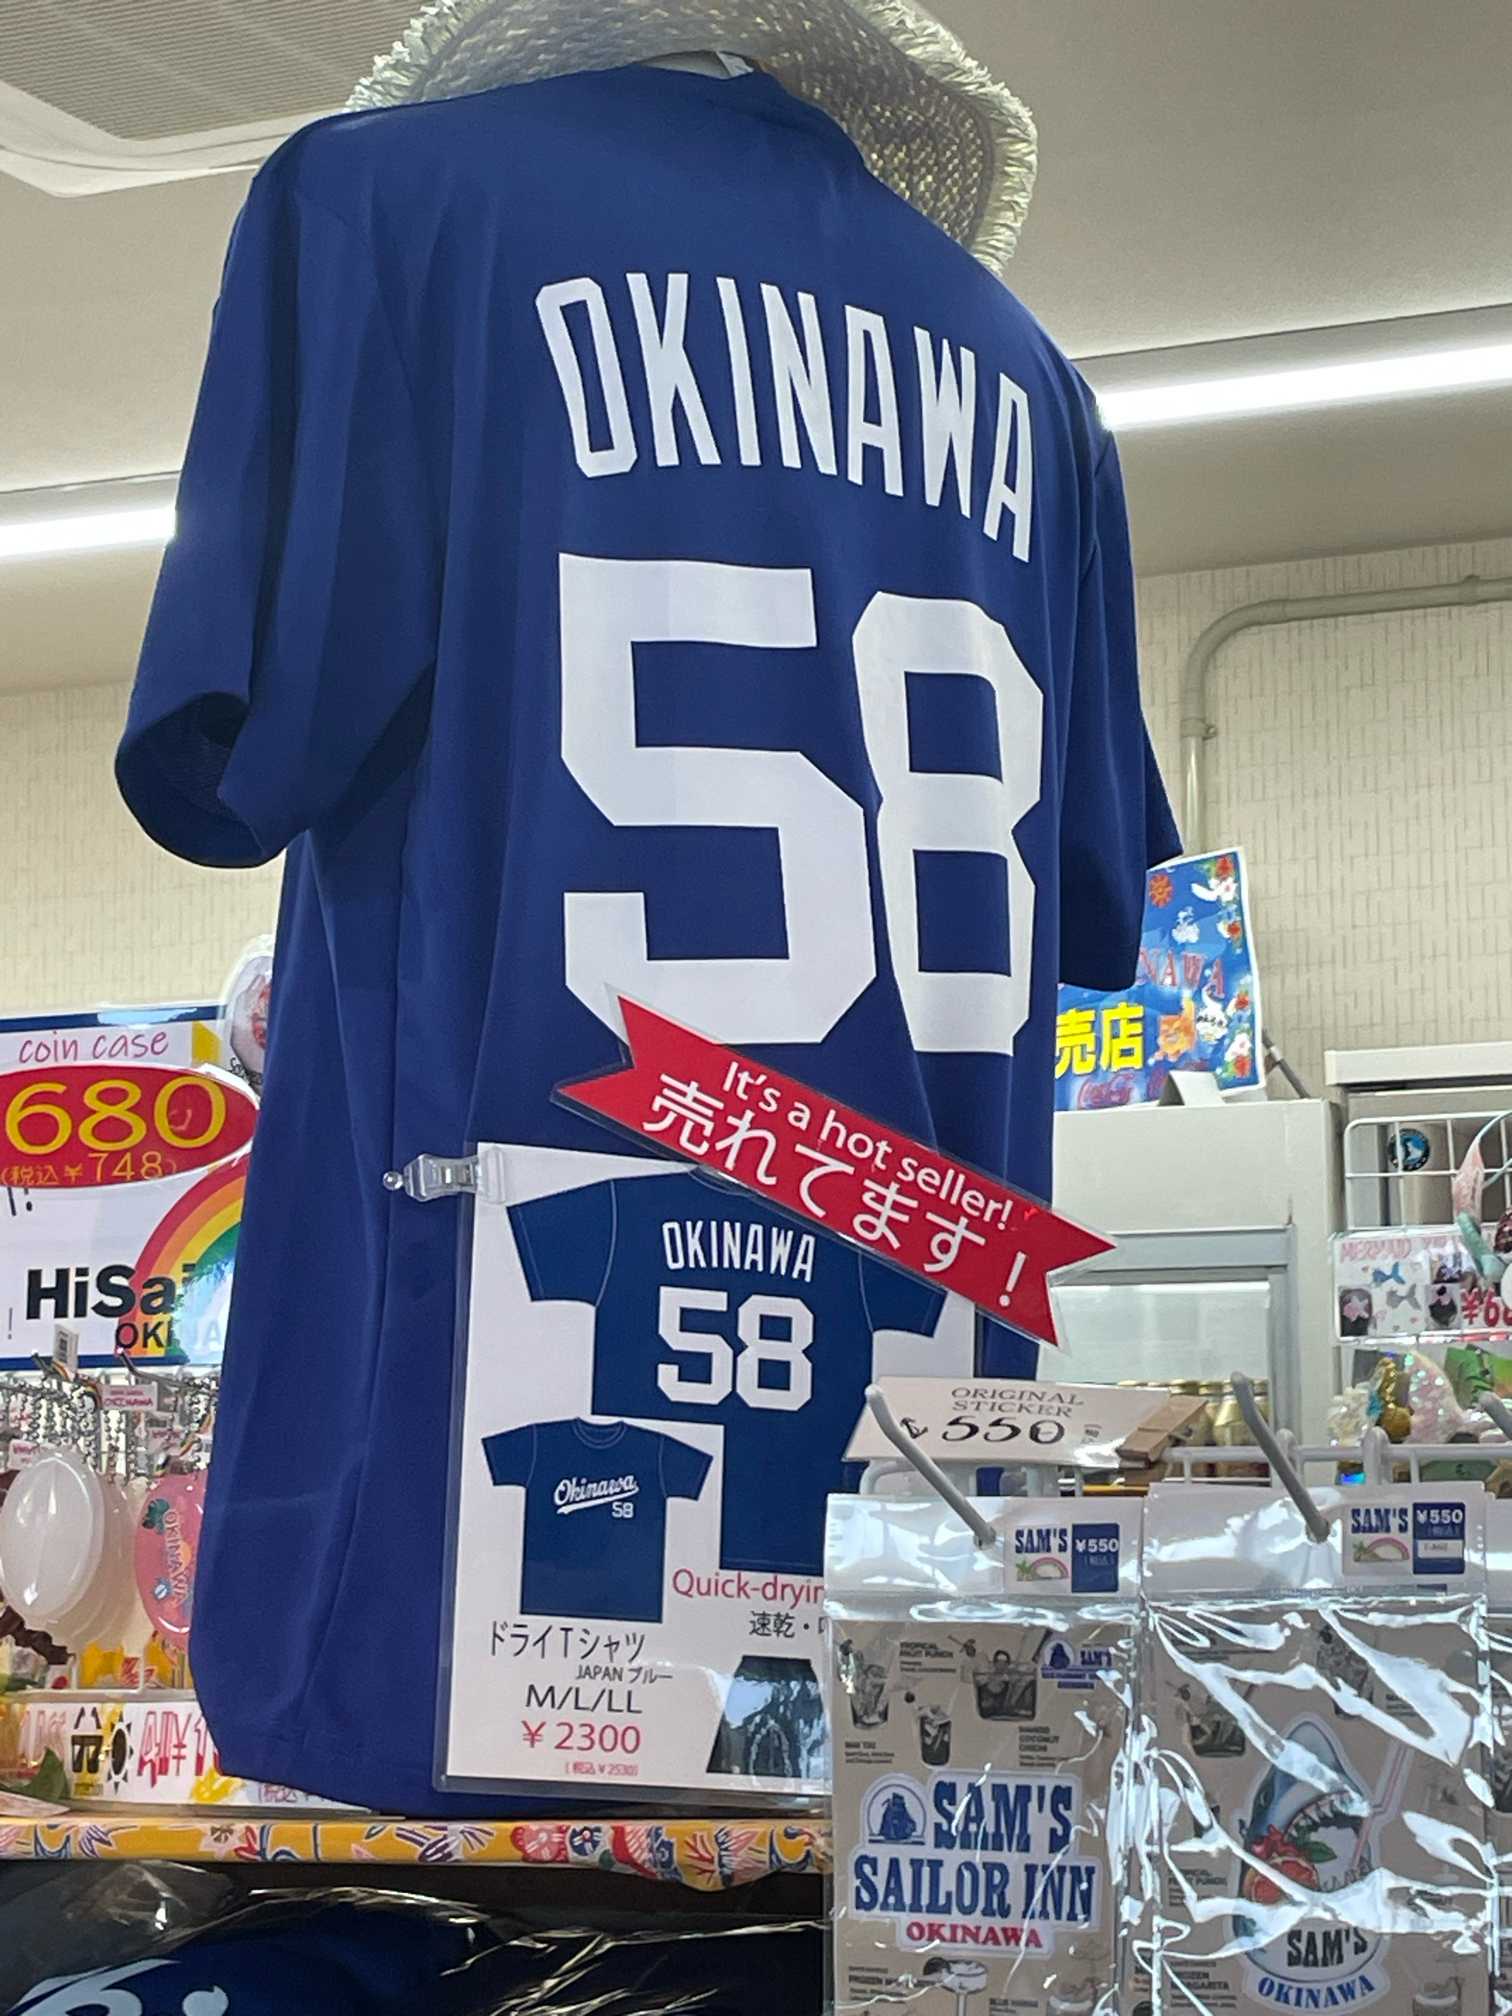 OKINAWA
58
coin case
680
(税込￥748)
HiSai
売店
It's a hot seller!
売れてます！
OKINAWA
58
Okinawa
58
ドライTシャツ
JAPAN ブルー
M/L/LL
￥2300
(税込￥2530)
速乾・
ORIGINAL
STICKER
550
SAM'S
￥550
SAM'S
￥550
SAM'S
SAILOR INN
OKINAWA
SAM'S
OKINAWA